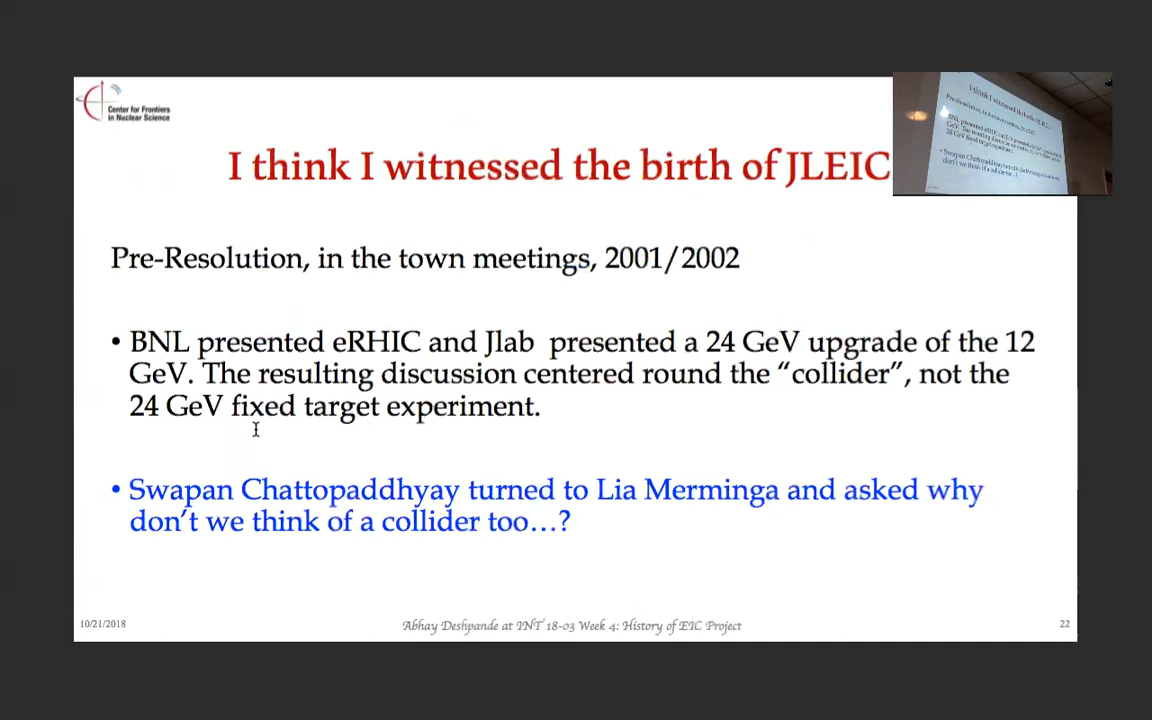 Center for Frontiers
in Nuclear Science
I think I witnessed the birth of JLEIC
Pre-Resolution, in the town meetings, 2001/2002
• BNL presented eRHIC and Jlab presented a 24 GeV upgrade of the 12
GeV. The resulting discussion centered round the “collider”, not the
24 GeV fixed target experiment.
• Swapan Chattopaddhyay turned to Lia Merminga and asked why
don’t we think of a collider too…?
10/21/2018
Abhay Deshpande at INT 18-03 Week 4: History of EIC Project
22